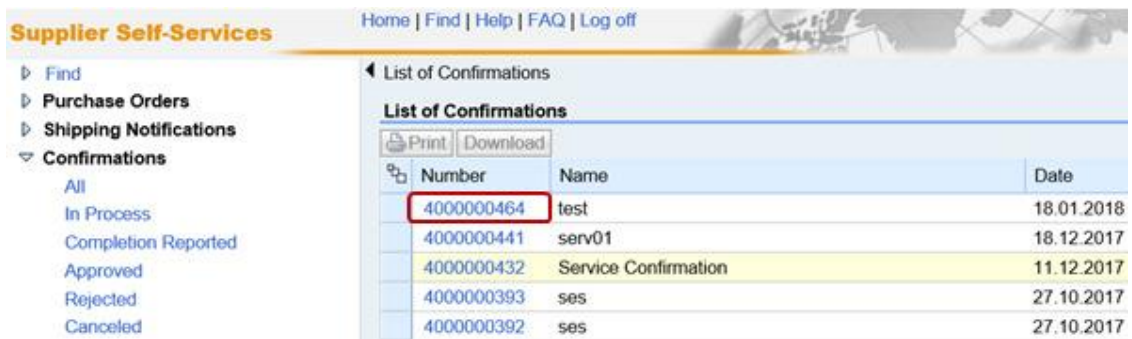 Supplier Self-Services
Home | Find | Help | FAQ | Log off
Find
Purchase Orders
Shipping Notifications
Confirmations
All
In Process
Completion Reported
Approved
Rejected
Canceled
List of Confirmations
List of Confirmations
Print Download
Number Name Date
4000000464 test 18.01.2018
4000000441 serv01 18.12.2017
4000000432 Service Confirmation 11.12.2017
4000000393 ses 27.10.2017
4000000392 ses 27.10.2017